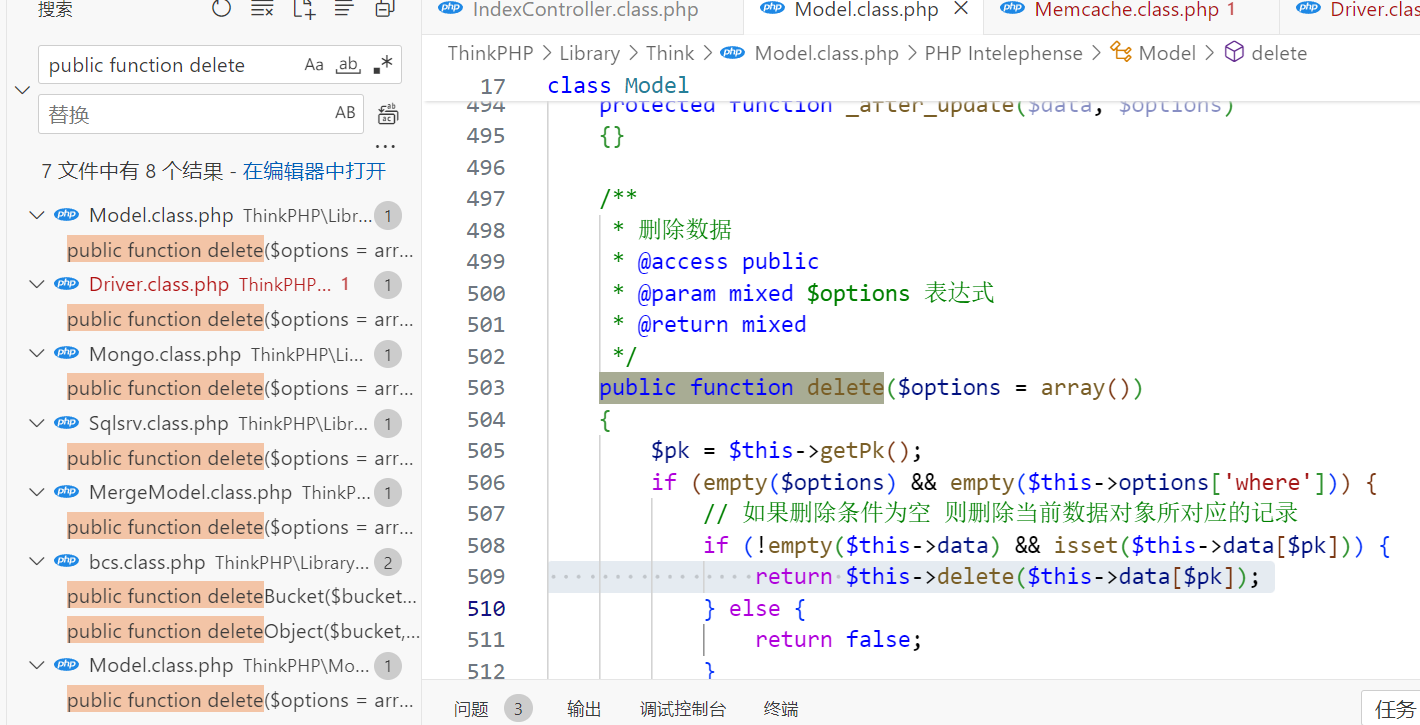 搜索
public function delete
Aa
ab
.*
替换
AB
7 文件中有 8 个结果 - 在编辑器中打开
php Model.class.php ThinkPHP\Libr... 1
public function delete($options = arr...
php Driver.class.php ThinkPHP... 1 1
public function delete($options = arr...
php Mongo.class.php ThinkPHP\Li... 1
public function delete($options = arr...
php Sqlsrv.class.php ThinkPHP\Libr... 1
public function delete($options = arr...
php MergeModel.class.php ThinkP... 1
public function delete($options = arr...
php bcs.class.php ThinkPHP\Library... 2
public function deleteBucket($bucket...
public function deleteObject($bucket,...
php Model.class.php ThinkPHP\Mo... 1
public function delete($options = arr...
php IndexController.class.php
php Model.class.php
php Memcache.class.php 1
php Driver.clas
ThinkPHP > Library > Think > php Model.class.php > PHP Intelephense > Model > delete
17 class Model
494 protected function _after_update($data, $options)
495 {}
496
497 /**
498 * 删除数据
499 * @access public
500 * @param mixed $options 表达式
501 * @return mixed
502 */
503 public function delete($options = array())
504 {
505 $pk = $this->getPk();
506 if (empty($options) && empty($this->options['where'])) {
507 // 如果删除条件为空 则删除当前数据对象所对应的记录
508 if (!empty($this->data) && isset($this->data[$pk])) {
509 return $this->delete($this->data[$pk]);
510 } else {
511 return false;
512 }
问题 3 输出 调试控制台 终端
任务